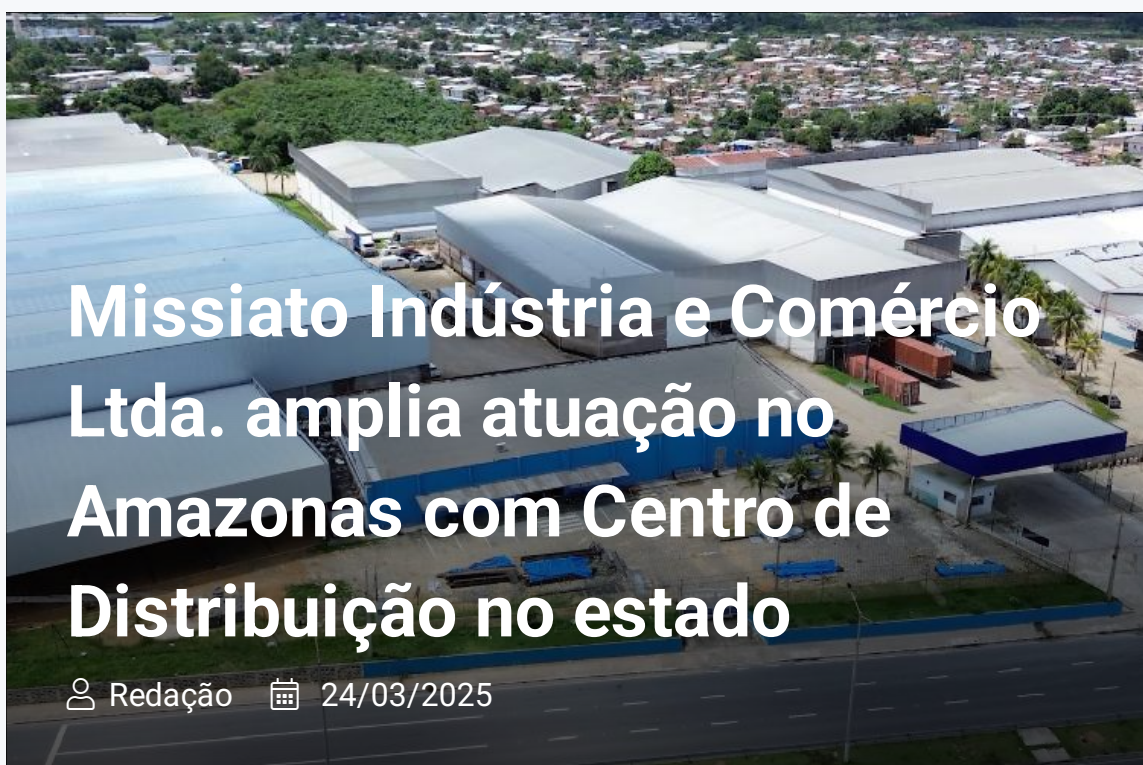 Missiato Indústria e Comércio
Ltda. amplia atuação no
Amazonas com Centro de
Distribuição no estado
Redação 24/03/2025